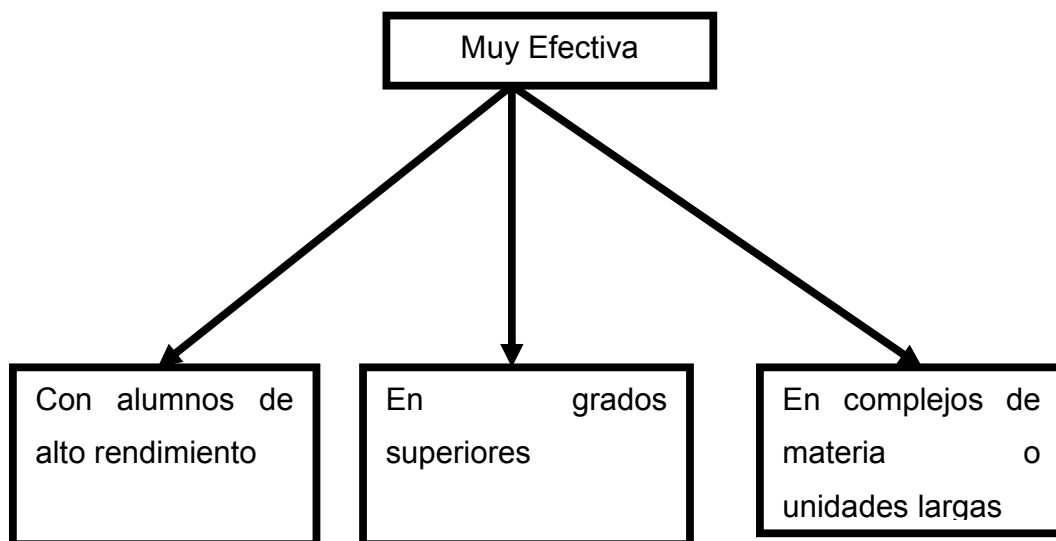 Muy Efectiva
Con alumnos de
alto rendimiento
En grados
superiores
En complejos de
materia o
unidades largas